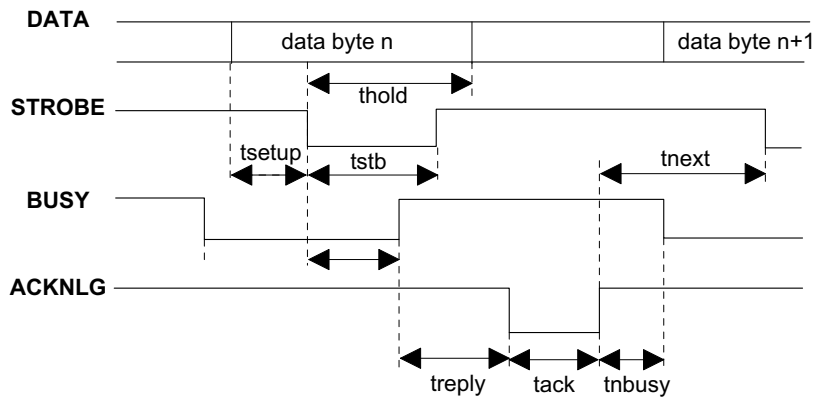 DATA
data byte n
data byte n+1
thold
STROBE
tsetup
tstb
tnext
BUSY
ACKNLG
treply
tack
tnbusy